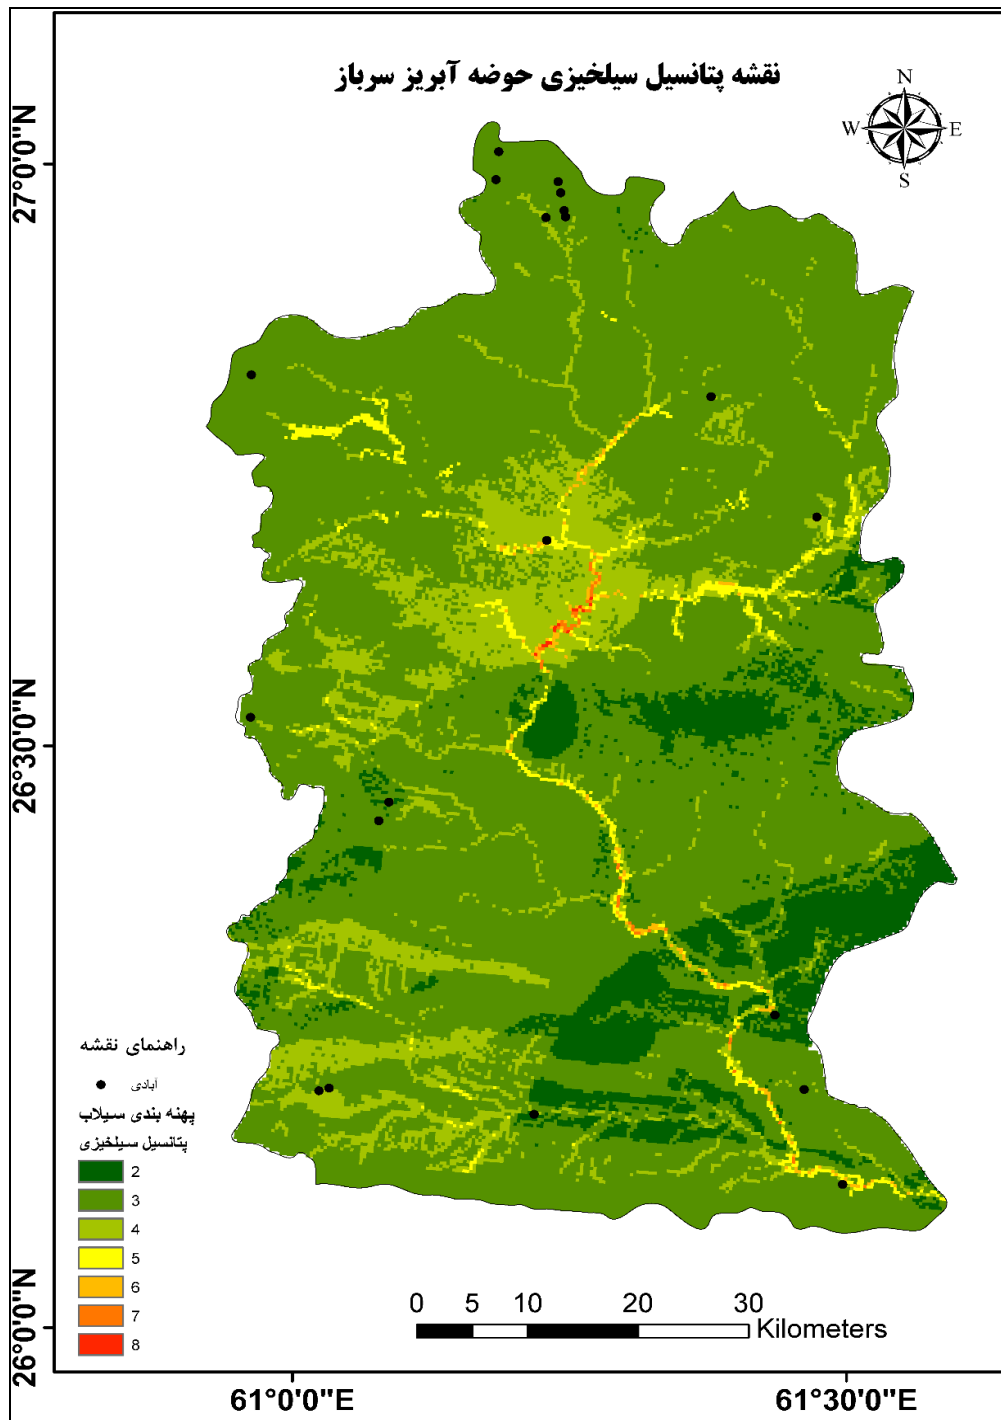 نقشه پتانسیل سیلخیزی حوضه آبریز سرباز
N
W E
S
27°0'0"N
26°30'0"N
26°0'0"N
راهنمای نقشه
آبادی
پهنه بندی سیلاب
پتانسیل سیلخیزی
2
3
4
5
6
7
8
0 5 10 20 30
Kilometers
61°0'0"E 61°30'0"E